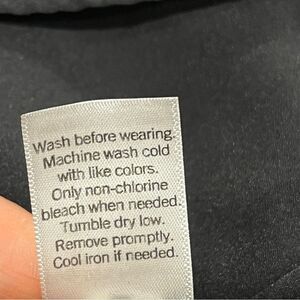 Wash before wearing.
Machine wash cold
with like colors.
Only non-chlorine
bleach when needed.
Tumble dry low.
Remove promptly.
Cool iron if needed.